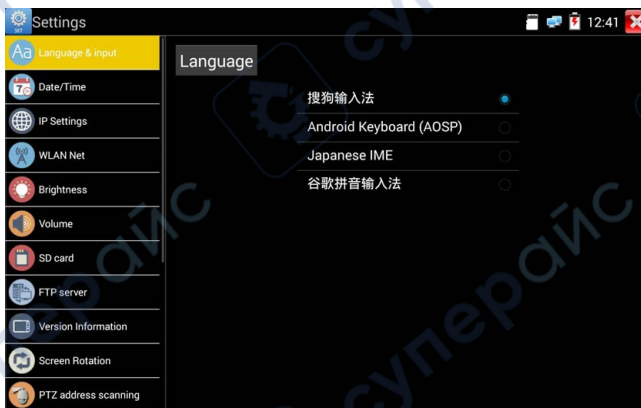 Settings
12:41
SET
Aa
Language & input
Language
Date/Time
7
搜狗输入法
IP Settings
Android Keyboard (AOSP)
WLAN Net
Japanese IME
Brightness
谷歌拼音输入法
Volume
SD card
FTP server
Version Information
Screen Rotation
PTZ address scanning
суперайс